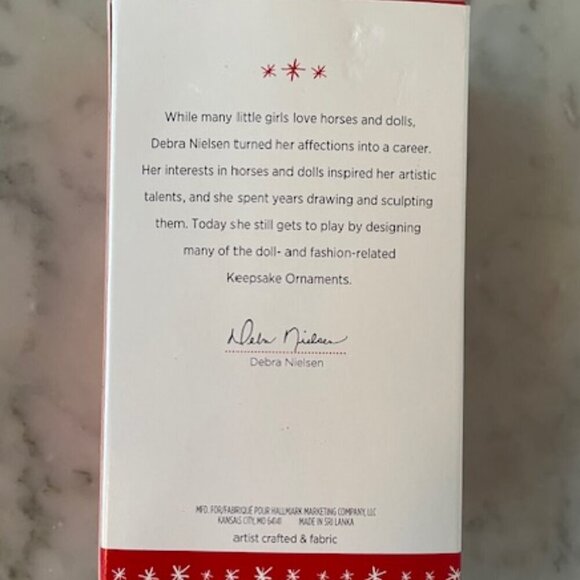 While many little girls love horses and dolls,
Debra Nielsen turned her affections into a career.
Her interests in horses and dolls inspired her artistic
talents, and she spent years drawing and sculpting
them. Today she still gets to play by designing
many of the doll- and fashion-related
Keepsake Ornaments.
Debra Nielsen
Debra Nielsen
MFD. FOR/FABRIQUÉ POUR HALLMARK MARKETING COMPANY, LLC
KANSAS CITY, MO 64141 MADE IN SRI LANKA
artist crafted & fabric